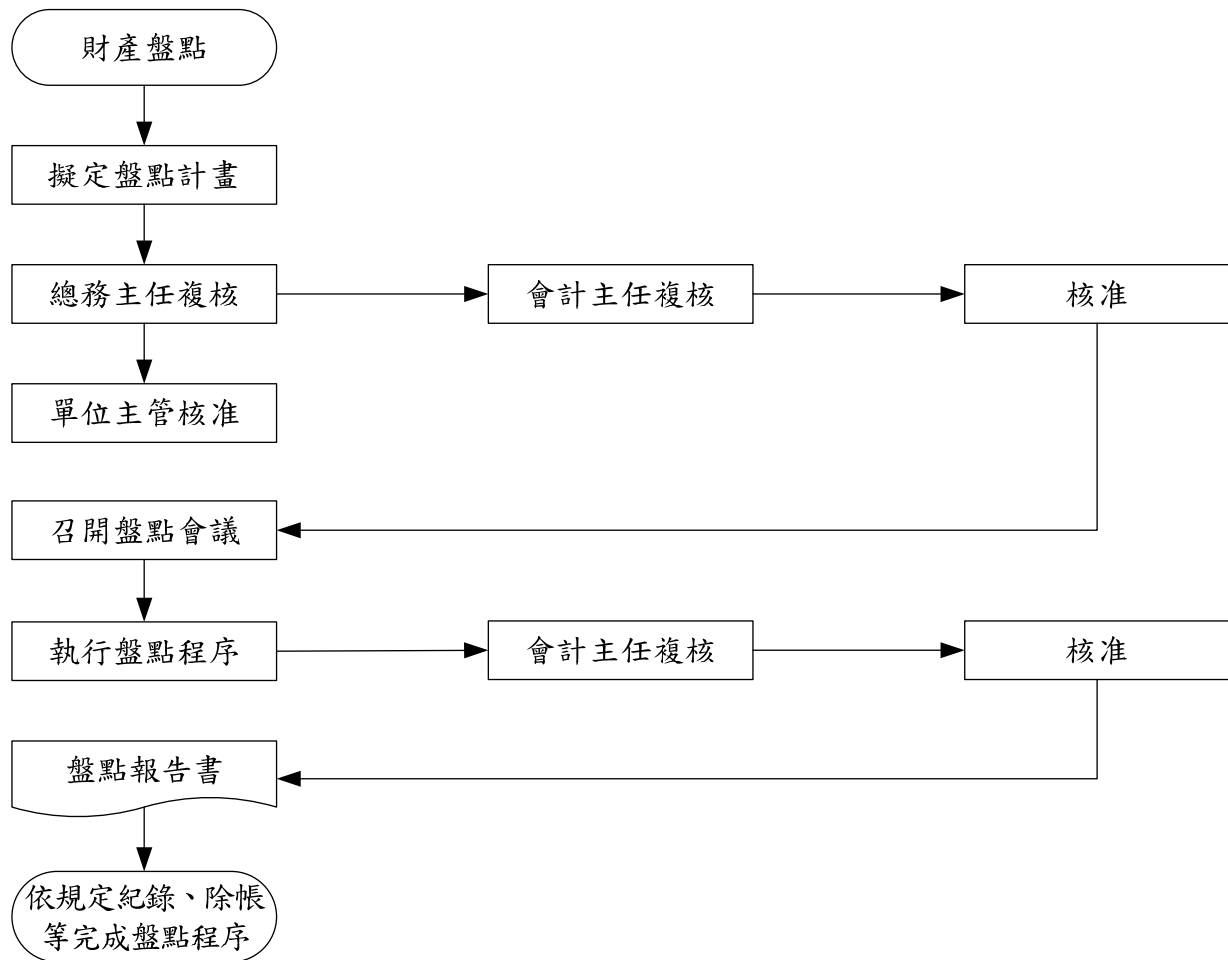 財產盤點
擬定盤點計畫
總務主任複核
會計主任複核
核准
單位主管核准
召開盤點會議
執行盤點程序
會計主任複核
核准
盤點報告書
依規定紀錄、除帳
等完成盤點程序